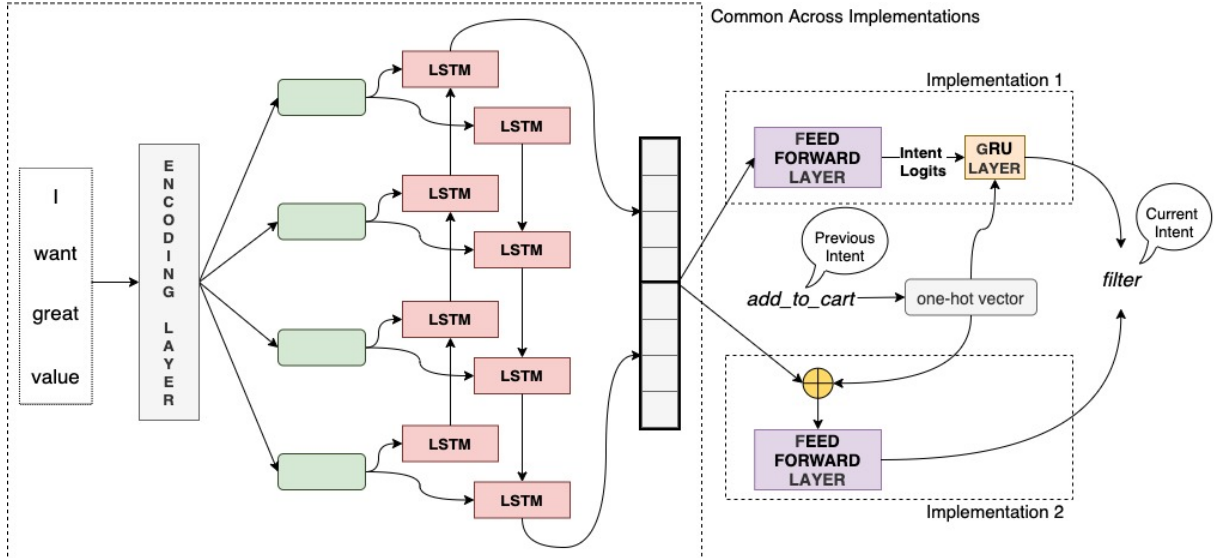 Common Across Implementations
I
want
great
value
ENCODING LAYER
LSTM
LSTM
LSTM
LSTM
LSTM
LSTM
LSTM
LSTM
Implementation 1
FEED
FORWARD
LAYER
Intent
Logits
GRU
LAYER
Previous
Intent
add_to_cart
one-hot vector
Current
Intent
filter
FEED
FORWARD
LAYER
Implementation 2